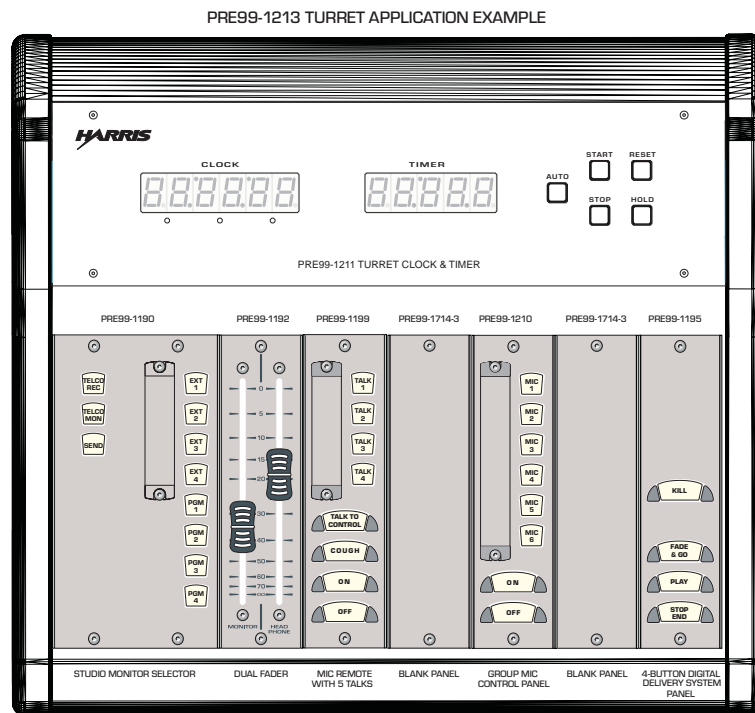 PRE99-1213 TURRET APPLICATION EXAMPLE
HARRIS
CLOCK
TIMER
AUTO
START
RESET
STOP
HOLD
PRE99-1211 TURRET CLOCK & TIMER
PRE99-1190
PRE99-1192
PRE99-1199
PRE99-1714-3
PRE99-1210
PRE99-1714-3
PRE99-1195
TELCO
REC
TELCO
MON
SEND
EXT
1
EXT
2
EXT
3
EXT
4
PGM
1
PGM
2
PGM
3
PGM
4
0
5
10
15
20
30
40
50
60
70
∞
MONITOR
HEAD
PHONE
TALK
1
TALK
2
TALK
3
TALK
4
TALK TO
CONTROL
COUGH
ON
OFF
MIC
1
MIC
2
MIC
3
MIC
4
MIC
5
MIC
6
ON
OFF
KILL
FADE
& GO
PLAY
STOP
END
STUDIO MONITOR SELECTOR
DUAL FADER
MIC REMOTE
WITH 5 TALKS
BLANK PANEL
GROUP MIC
CONTROL PANEL
BLANK PANEL
4-BUTTON DIGITAL
DELIVERY SYSTEM
PANEL